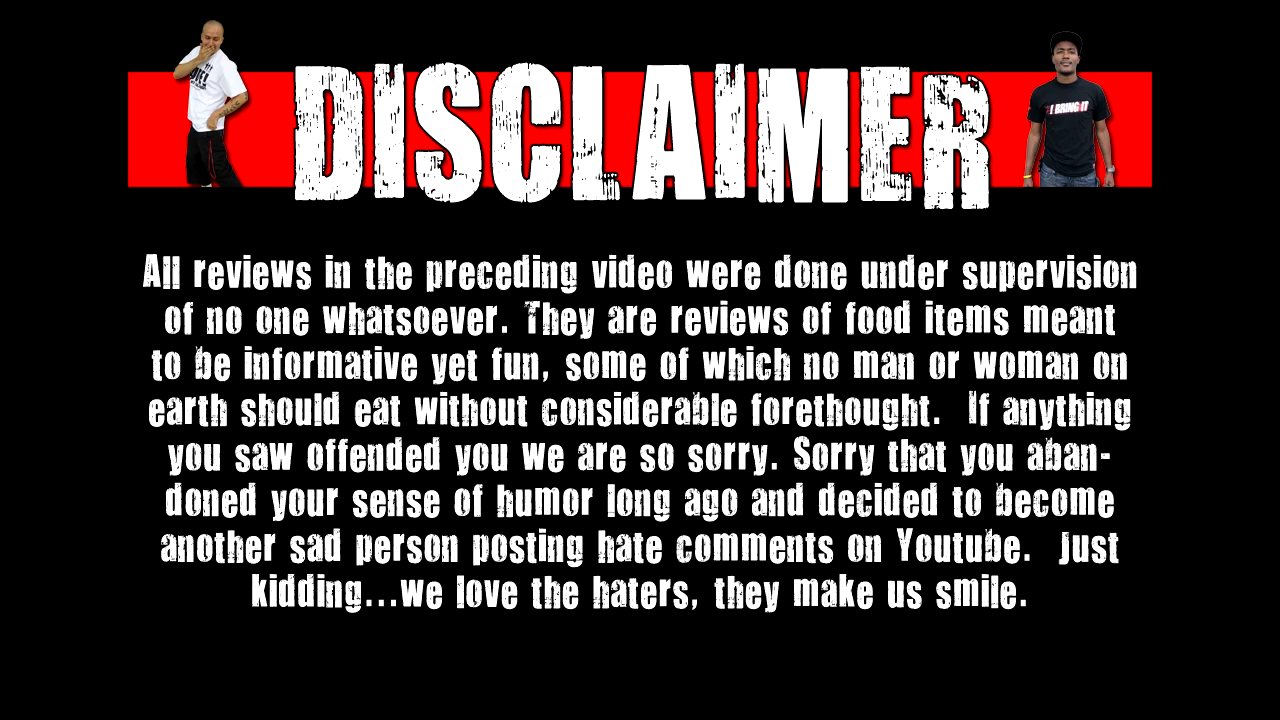 DISCLAIMER
I BRING IT
All reviews in the preceding video were done under supervision
of no one whatsoever. They are reviews of food items meant
to be informative yet fun, some of which no man or woman on
earth should eat without considerable forethought.  If anything
you saw offended you we are so sorry. Sorry that you aban-
doned your sense of humor long ago and decided to become
another sad person posting hate comments on Youtube.  Just
kidding...we love the haters, they make us smile.